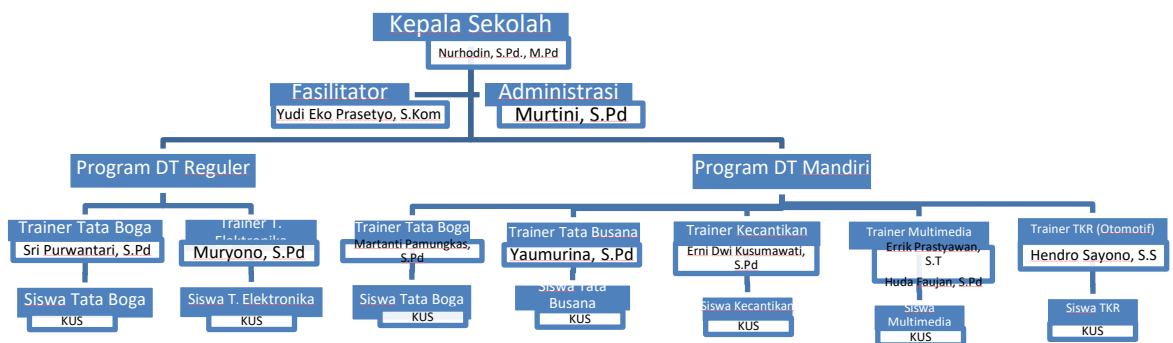 Kepala Sekolah
Nurhodin, S.Pd., M.Pd
Fasilitator
Yudi Eko Prasetyo, S.Kom
Administrasi
Murtini, S.Pd
Program DT Reguler
Program DT Mandiri
Trainer Tata Boga
Sri Purwantari, S.Pd
Trainer T.
Elektronika
Muryono, S.Pd
Trainer Tata Boga
Martanti Pamungkas,
S.Pd
Trainer Tata Busana
Yaumurina, S.Pd
Trainer Kecantikan
Erni Dwi Kusumawati,
S.Pd
Trainer Multimedia
Errik Prastyawan,
S.T
Huda Faujan, S.Pd
Trainer TKR (Otomotif)
Hendro Sayono, S.S
Siswa Tata Boga
KUS
Siswa T. Elektronika
KUS
Siswa Tata Boga
KUS
Siswa Tata
Busana
KUS
Siswa Kecantikan
KUS
Siswa
Multimedia
KUS
Siswa TKR
KUS